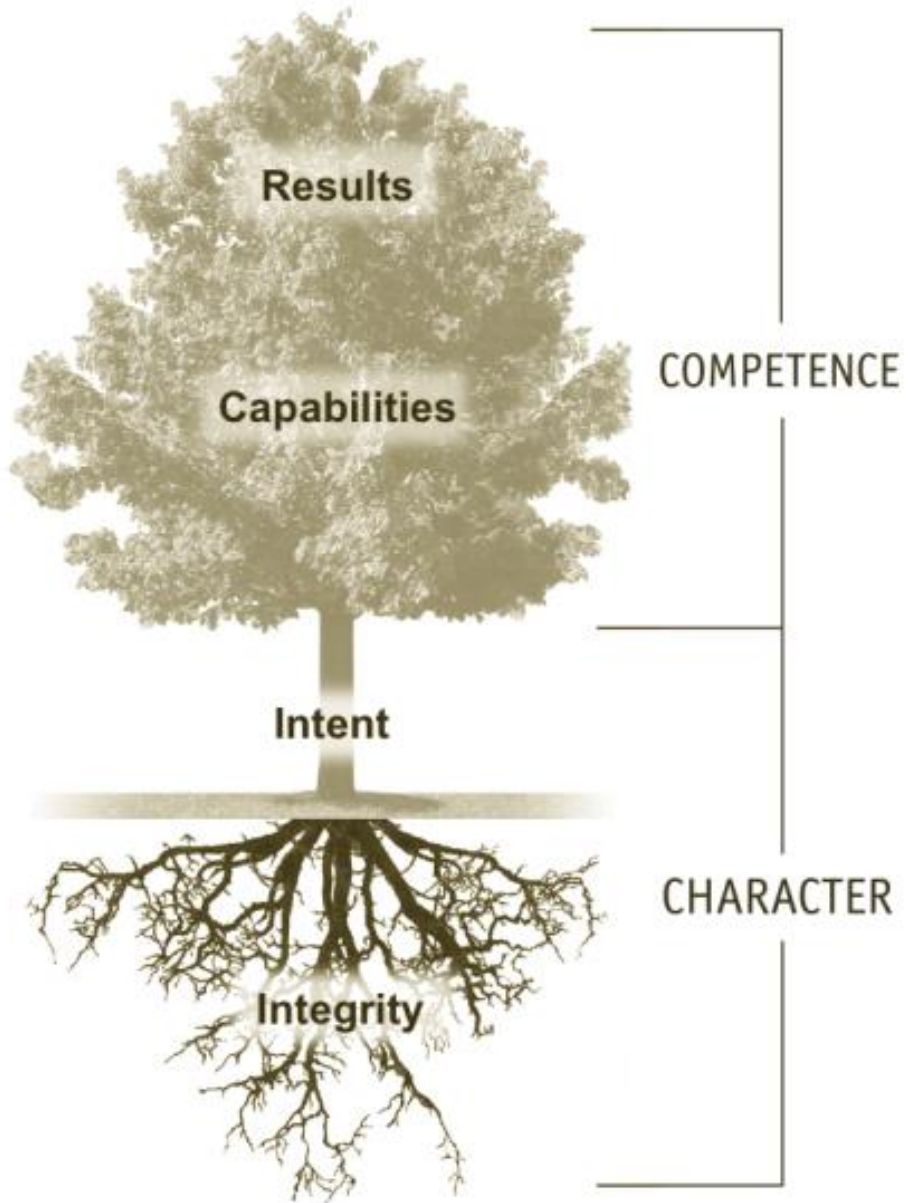 Results
Capabilities
COMPETENCE
Intent
CHARACTER
Integrity